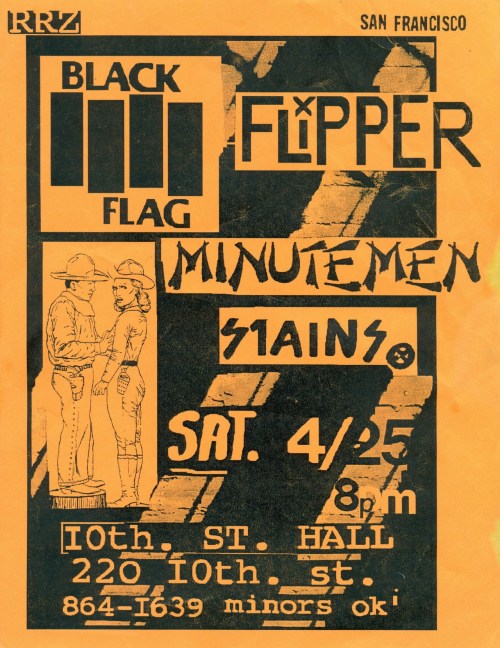 RRZ
SAN FRANCISCO
BLACK
FLAG
FLiPPER
MINUTEMEN
STAINS
SAT. 4/25
8pm
10th. ST. HALL
220 10th. st.
864-1639 minors ok